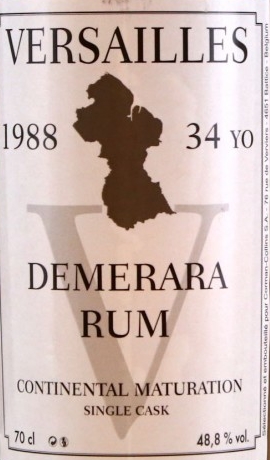 VERSAILLES
1988 34 YO
V
DEMERARA
RUM
CONTINENTAL MATURATION
SINGLE CASK
70 cl 48,8 % vol.
Sélectionné et embouteillé pour Corman-Collins S.A. - 76 rue de Verviers - 4651 Battice - Belgium